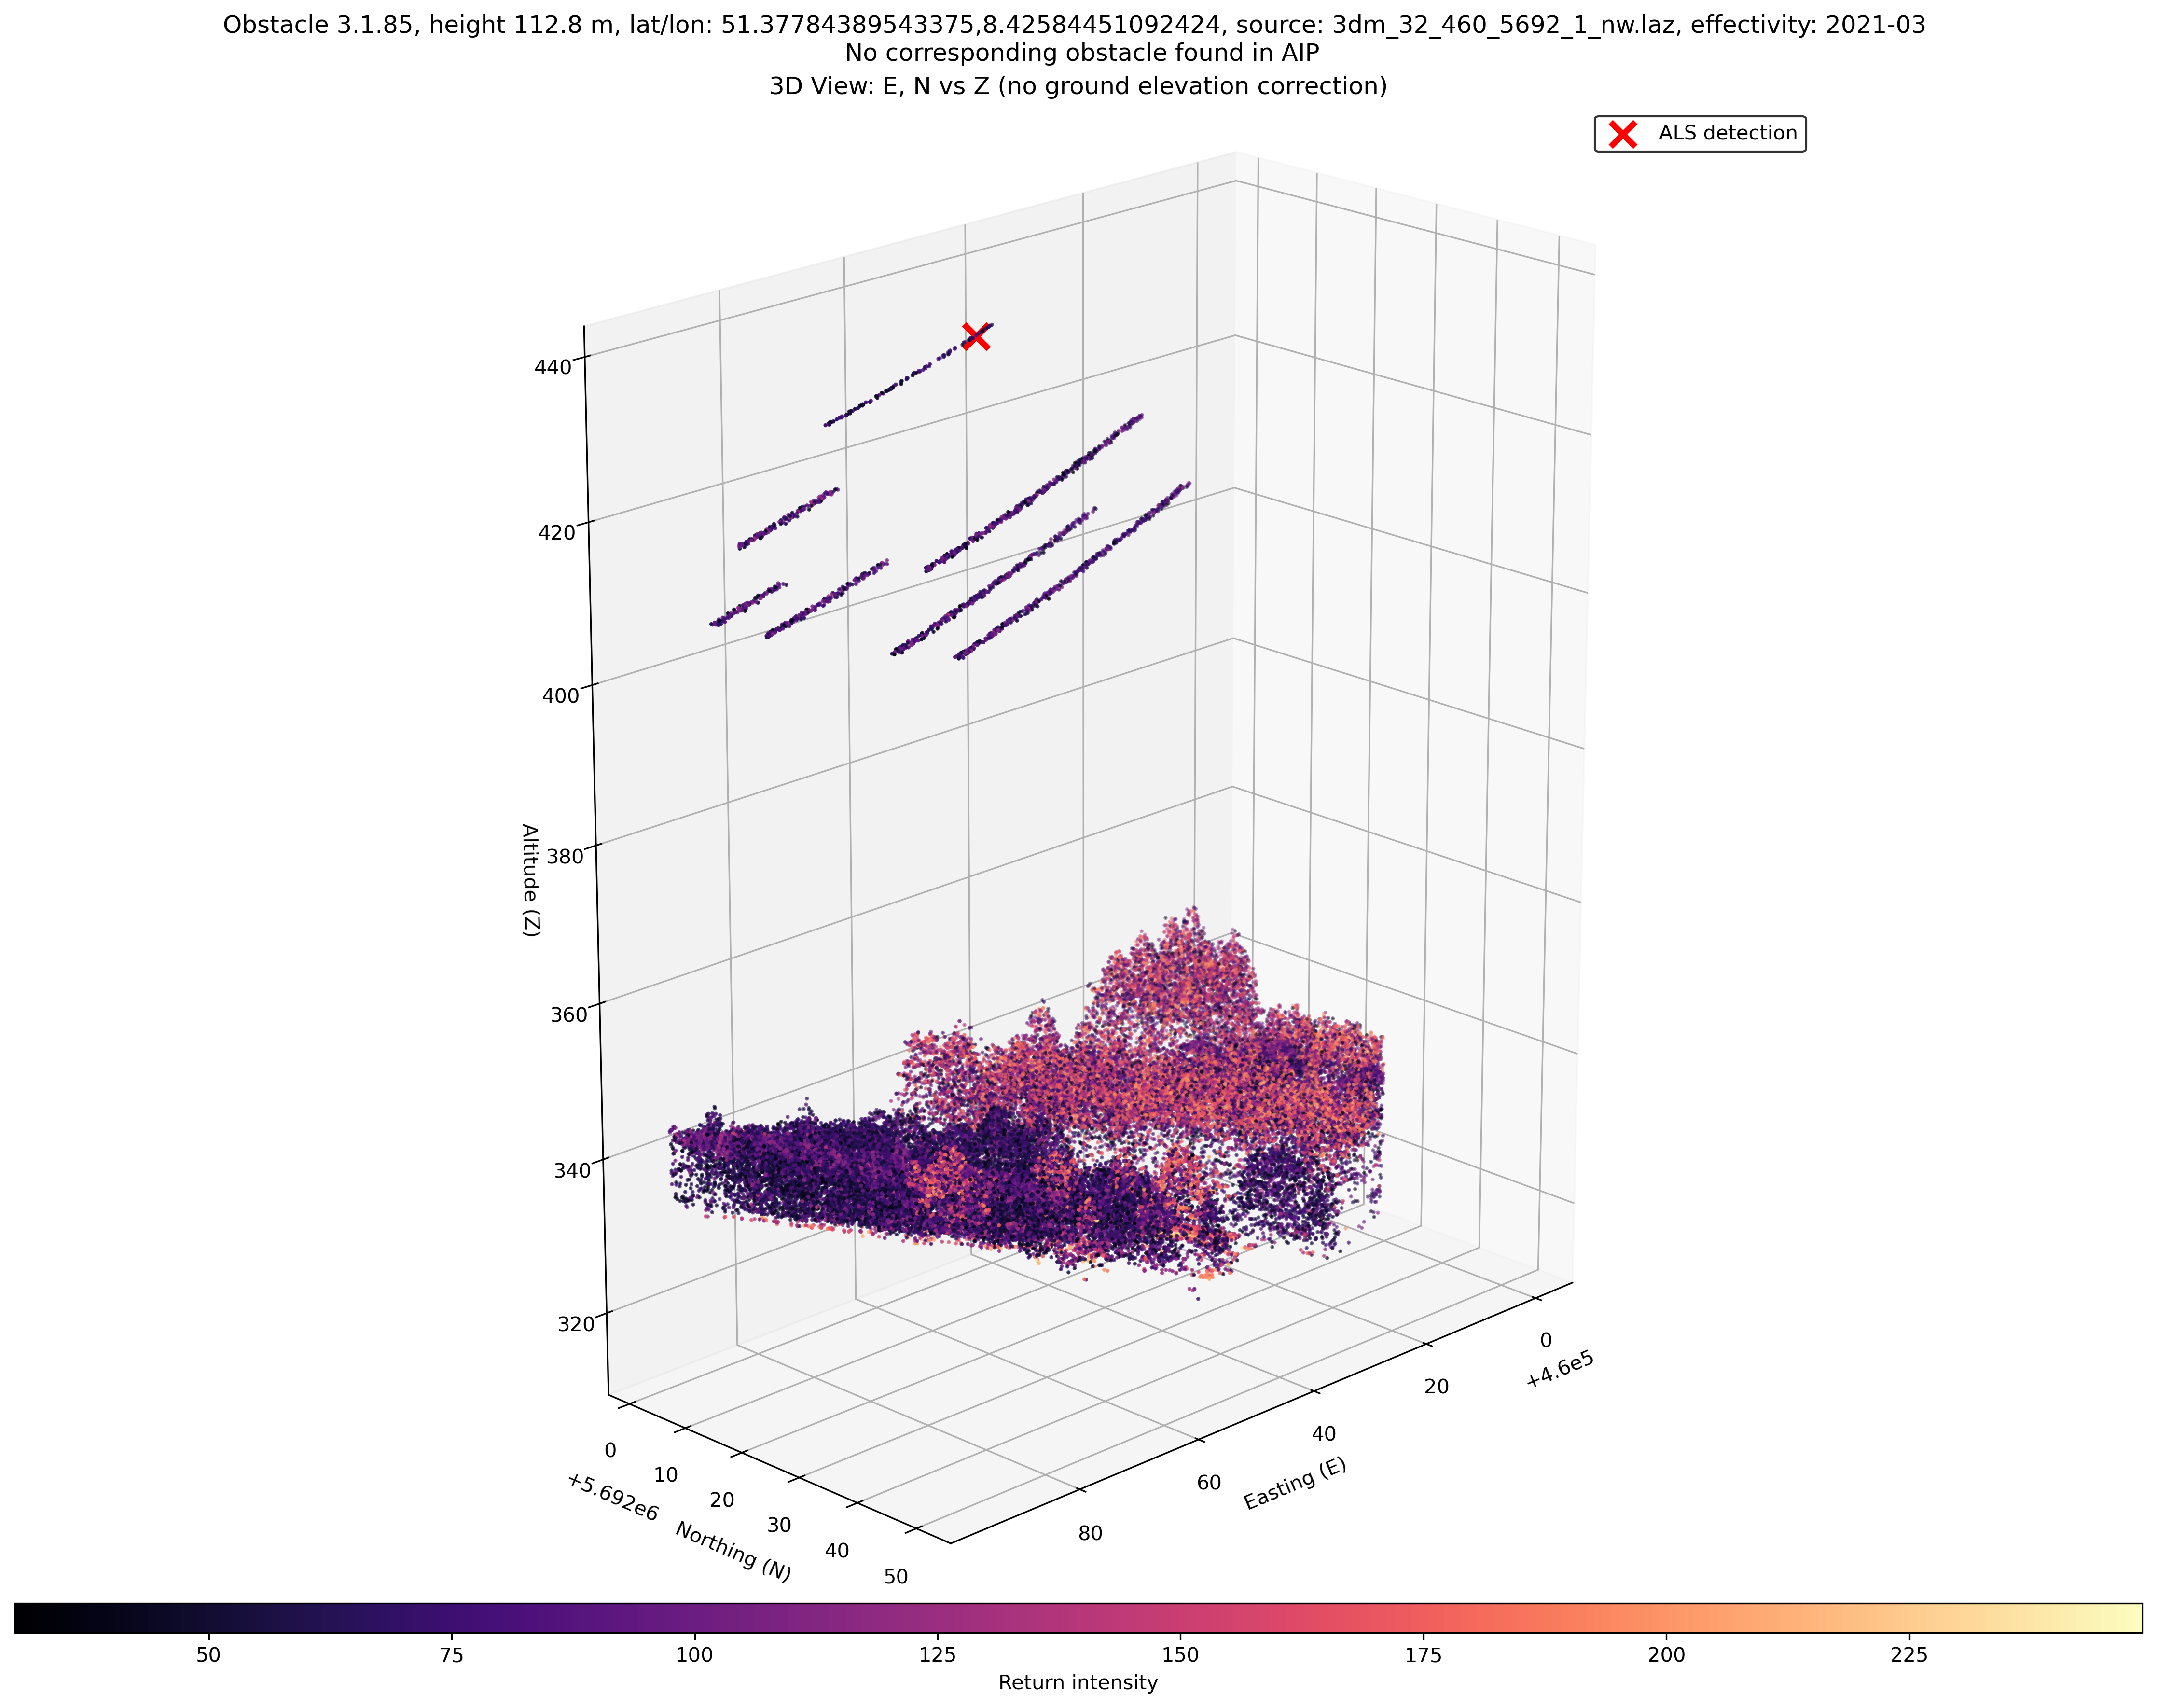 Obstacle 3.1.85, height 112.8 m, lat/lon: 51.37784389543375,8.42584451092424, source: 3dm_32_460_5692_1_nw.laz, effectivity: 2021-03
No corresponding obstacle found in AIP
3D View: E, N vs Z (no ground elevation correction)
ALS detection
440
420
400
380
360
340
320
Altitude (Z)
0
10
20
30
40
50
+5.692e6
Northing (N)
80
60
40
20
0
+4.6e5
Easting (E)
50
75
100
125
150
175
200
225
Return intensity